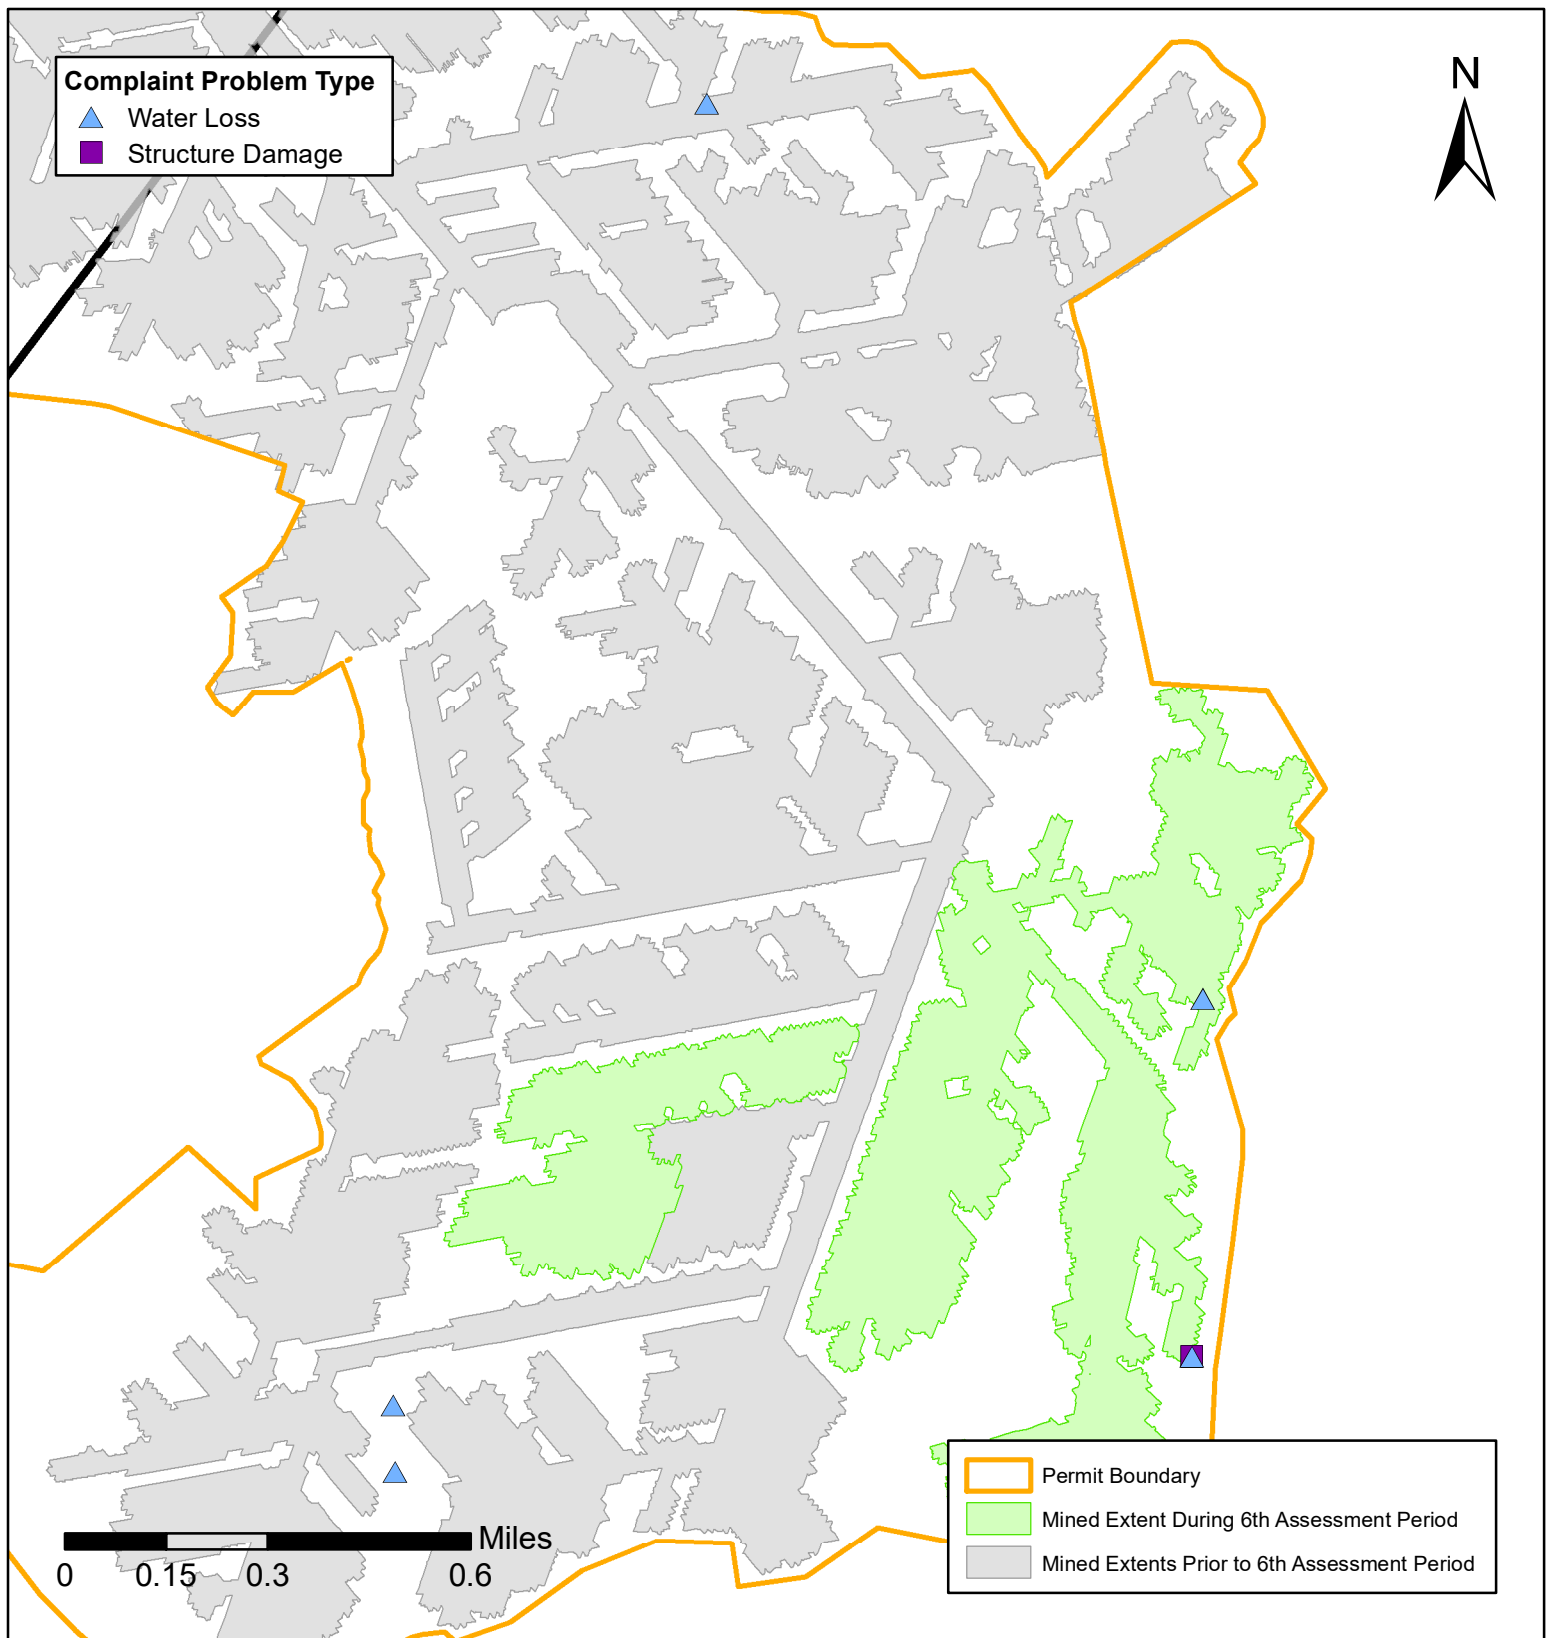 N
Complaint Problem Type
Water Loss
Structure Damage
Permit Boundary
Mined Extent During 6th Assessment Period
Mined Extents Prior to 6th Assessment Period
Miles
0 0.15 0.3 0.6